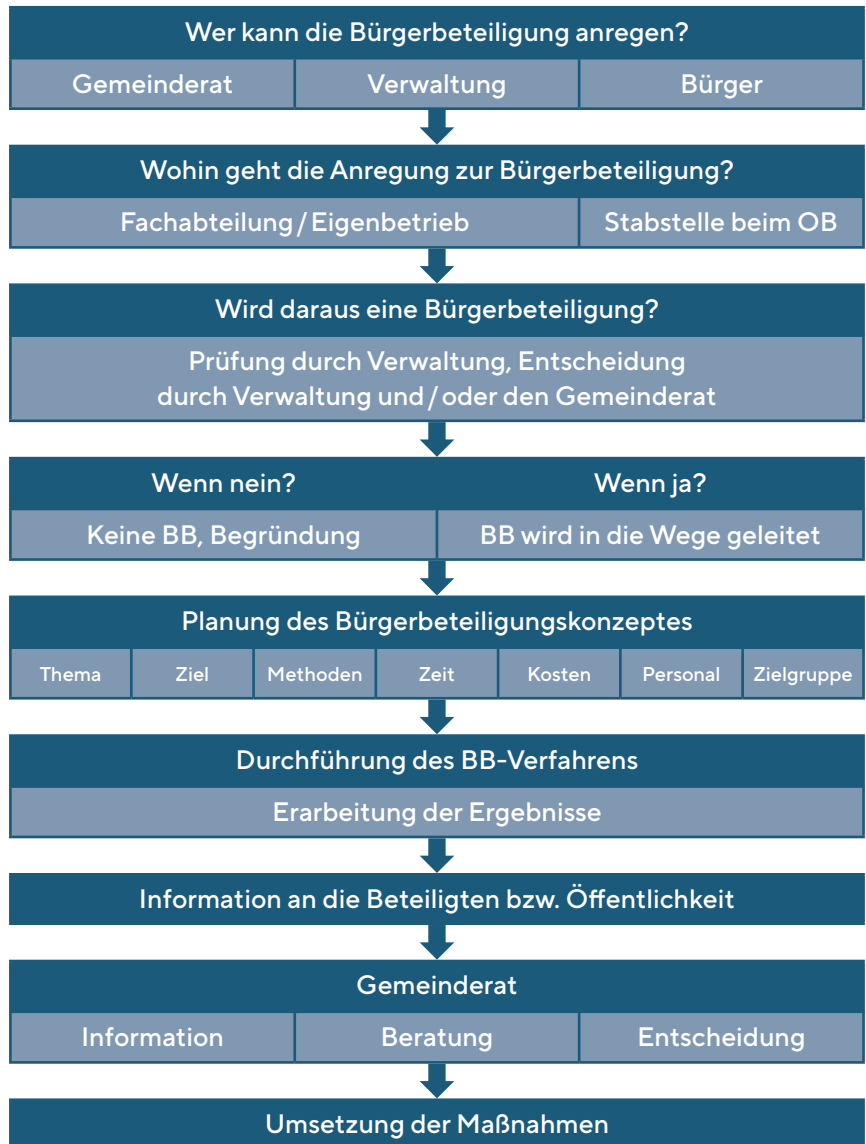 Wer kann die Bürgerbeteiligung anregen?
Gemeinderat Verwaltung Bürger
Wohin geht die Anregung zur Bürgerbeteiligung?
Fachabteilung / Eigenbetrieb Stabstelle beim OB
Wird daraus eine Bürgerbeteiligung?
Prüfung durch Verwaltung, Entscheidung
durch Verwaltung und / oder den Gemeinderat
Wenn nein? Wenn ja?
Keine BB, Begründung BB wird in die Wege geleitet
Planung des Bürgerbeteiligungskonzeptes
Thema Ziel Methoden Zeit Kosten Personal Zielgruppe
Durchführung des BB-Verfahrens
Erarbeitung der Ergebnisse
Information an die Beteiligten bzw. Öffentlichkeit
Gemeinderat
Information Beratung Entscheidung
Umsetzung der Maßnahmen